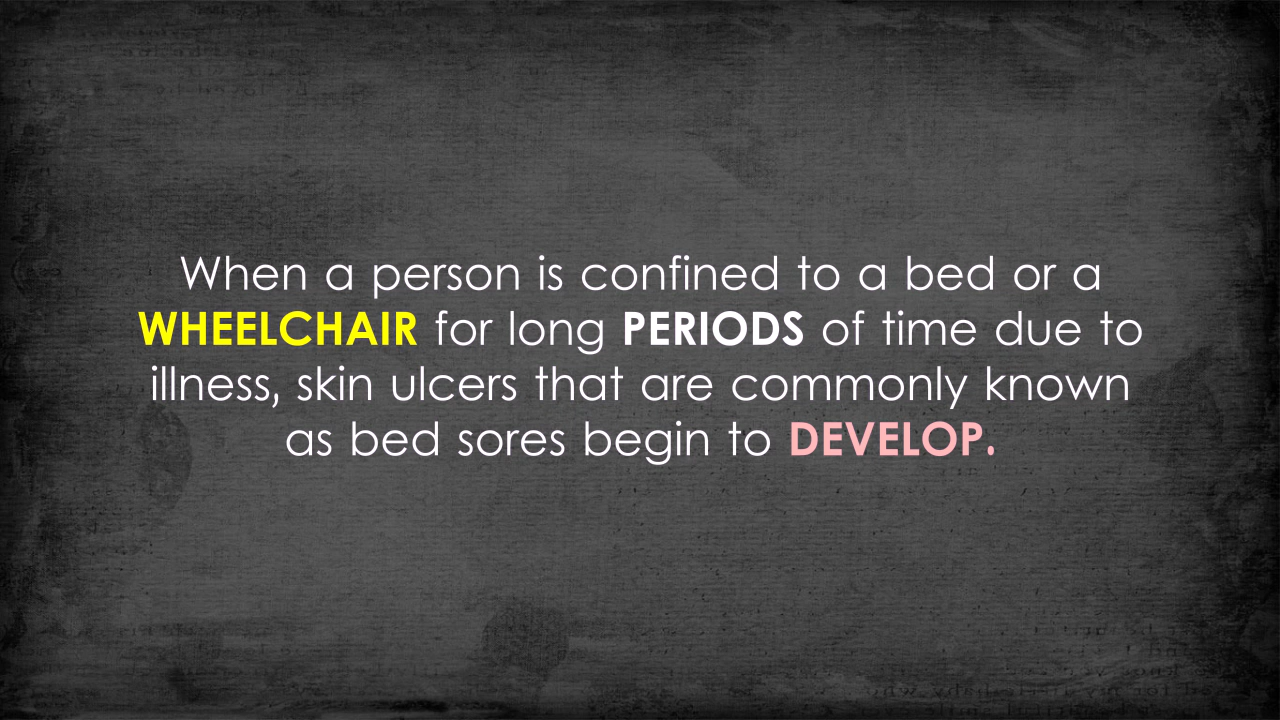 When a person is confined to a bed or a
WHEELCHAIR for long PERIODS of time due to
illness, skin ulcers that are commonly known
as bed sores begin to DEVELOP.